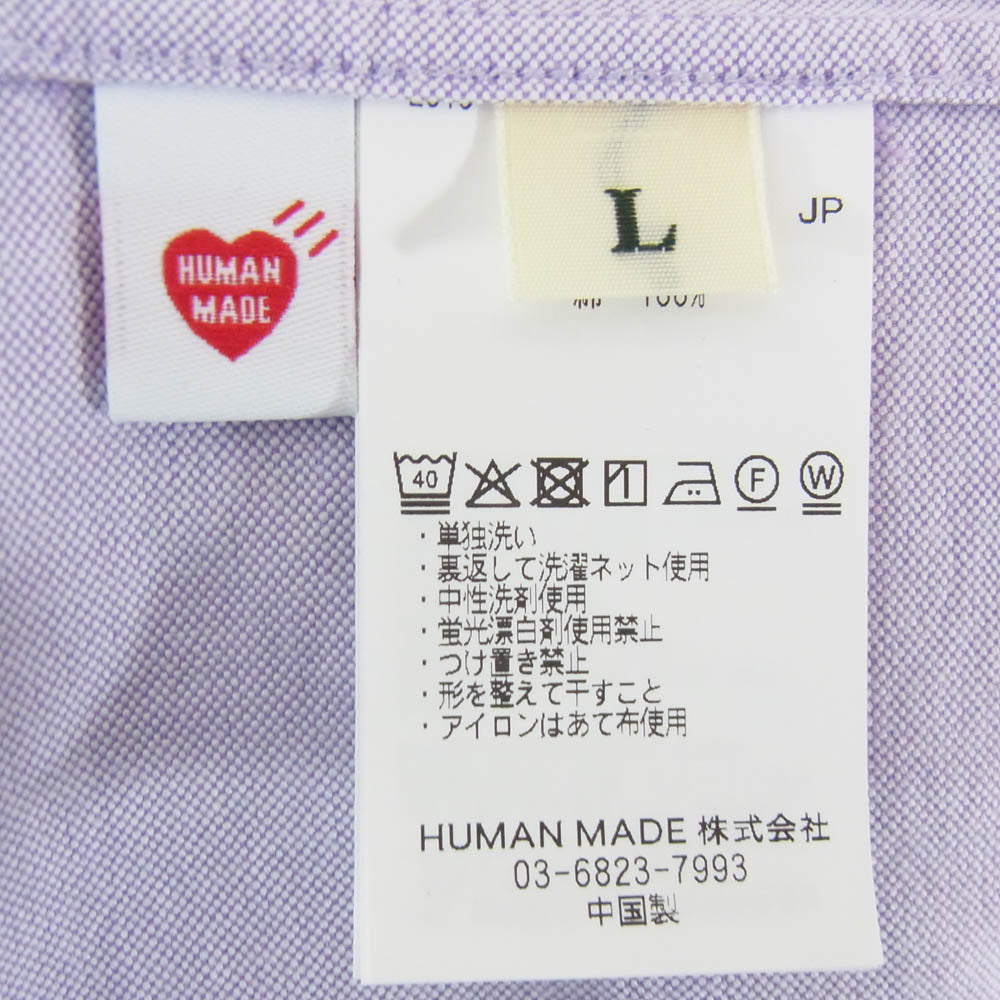 HUMAN
MADE
L
JP
綿 100%
40
F
W
・単独洗い
・裏返して洗濯ネット使用
・中性洗剤使用
・蛍光漂白剤使用禁止
・つけ置き禁止
・形を整えて干すこと
・アイロンはあて布使用
HUMAN MADE 株式会社
03-6823-7993
中国製